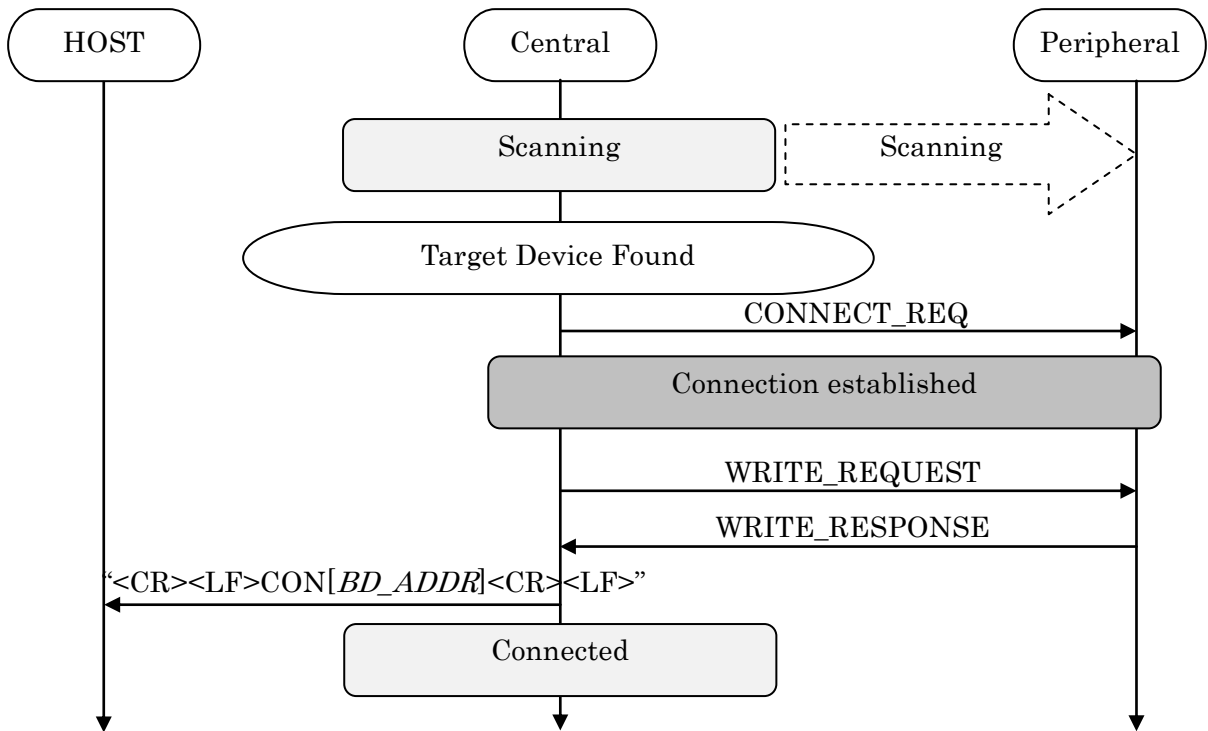 HOST
Central
Peripheral
Scanning
Scanning
Target Device Found
CONNECT_REQ
Connection established
WRITE_REQUEST
WRITE_RESPONSE
“<CR><LF>CON[BD_ADDR]<CR><LF>”
Connected